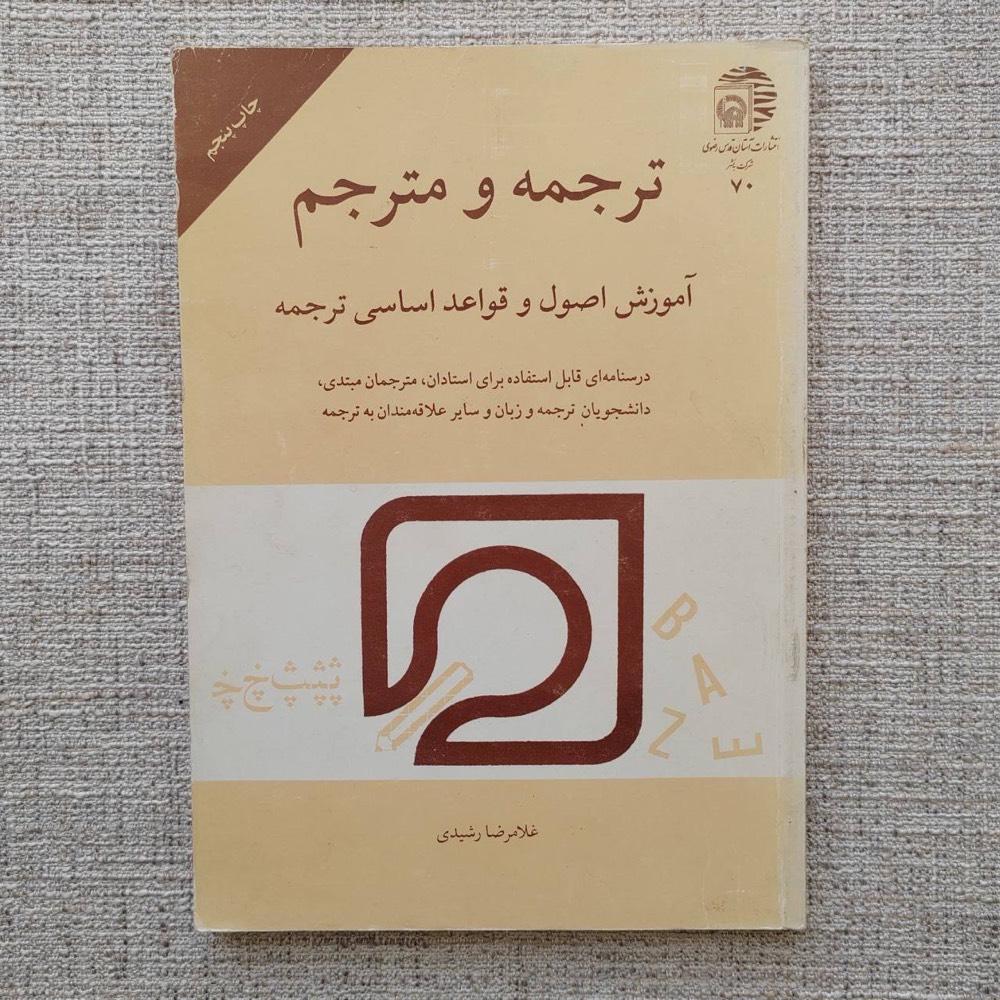 چاپ پنجم
انتشارات آستان قدس رضوی
شرکت به‌نشر
۷۰
ترجمه و مترجم
آموزش اصول و قواعد اساسی ترجمه
درسنامه‌ای قابل استفاده برای استادان، مترجمان مبتدی،
دانشجویان ترجمه و زبان و سایر علاقه‌مندان به ترجمه
B
A
Z
E
غلامرضا رشیدی